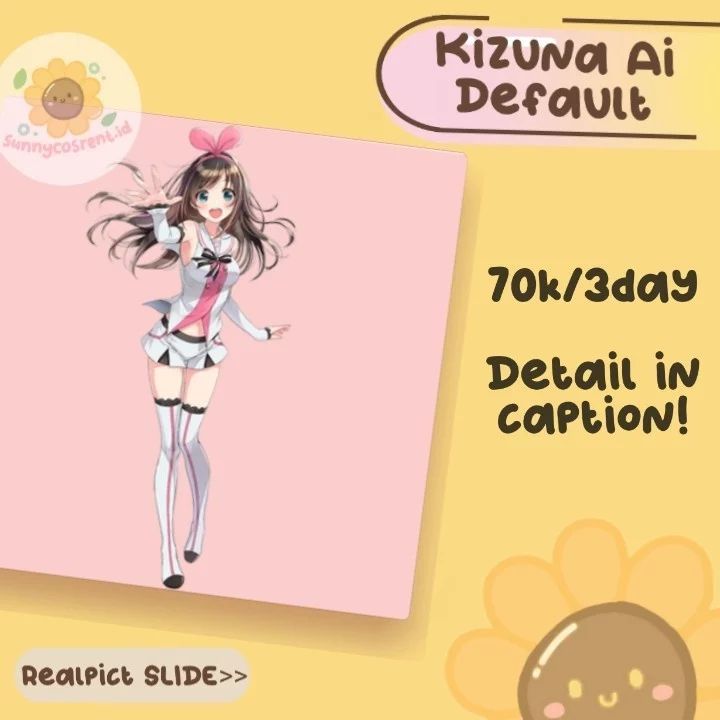 Kizuna Ai
Default
sunnycosrent.id
70k/3day
Detail in
caption!
RealPict SLIDE>>